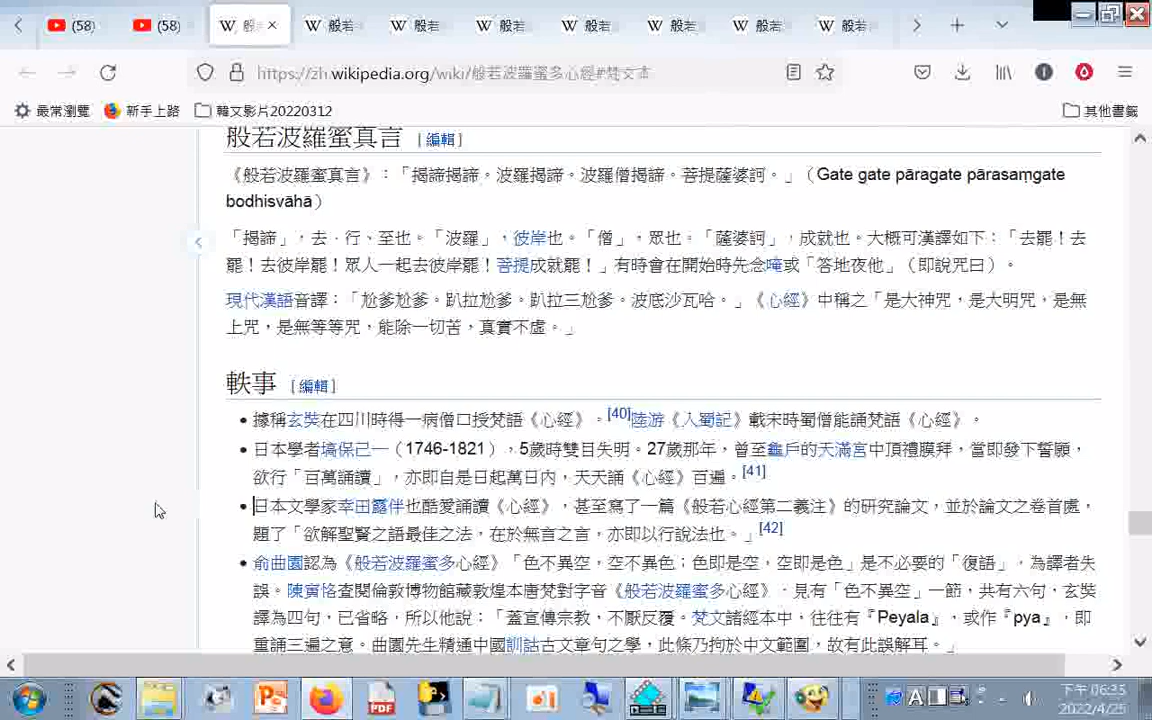 (58)
(58)
般若
般若
般若
般若
般若
般若
般若
般若
https://zh.wikipedia.org/wiki/般若波羅蜜多心經#梵文本
最常瀏覽
新手上路
韓文影片20220312
其他書籤
般若波羅蜜真言 [編輯]
《般若波羅蜜真言》:「揭諦揭諦。波羅揭諦。波羅僧揭諦。菩提薩婆訶。」(Gate gate pāragate pārasaṃgate
bodhisvāhā)
「揭諦」,去、行、至也。「波羅」,彼岸也。「僧」,眾也。「薩婆訶」,成就也。大概可漢譯如下:「去罷!去
罷!去彼岸罷!眾人一起去彼岸罷!菩提成就罷!」有時會在開始時先念唵或「答地夜他」(即說咒曰)。
現代漢語音譯:「尬爹尬爹。趴拉尬爹。趴拉三尬爹。波底沙瓦哈。」《心經》中稱之「是大神咒,是大明咒,是無
上咒,是無等等咒,能除一切苦,真實不虛。」
軼事 [編輯]
• 據稱玄奘在四川時得一病僧口授梵語《心經》。[40]陸游《入蜀記》載宋時蜀僧能誦梵語《心經》。
• 日本學者塙保己一(1746-1821),5歲時雙目失明。27歲那年,曾至龜戶的天滿宮中頂禮膜拜,當即發下誓願,
欲行「百萬誦讀」,亦即自是日起萬日內,天天誦《心經》百遍。[41]
• 日本文學家幸田露伴也酷愛誦讀《心經》,甚至寫了一篇《般若心經第二義注》的研究論文,並於論文之卷首處,
題了「欲解聖賢之語最佳之法,在於無言之言,亦即以行說法也。」[42]
• 俞曲園認為《般若波羅蜜多心經》「色不異空,空不異色;色即是空,空即是色」是不必要的「復語」,為譯者失
誤。陳寅恪查閱倫敦博物館藏敦煌本唐梵對字音《般若波羅蜜多心經》,見有「色不異空」一節,共有六句,玄奘
譯為四句,已省略,所以他說:「蓋宣傳宗教,不厭反覆。梵文諸經本中,往往有『Peyala』,或作『pya』,即
重誦三遍之意。曲園先生精通中國訓詁古文章句之學,此條乃拘於中文範圍,故有此誤解耳。」
PDF
A
下午 06:35
2022/4/25